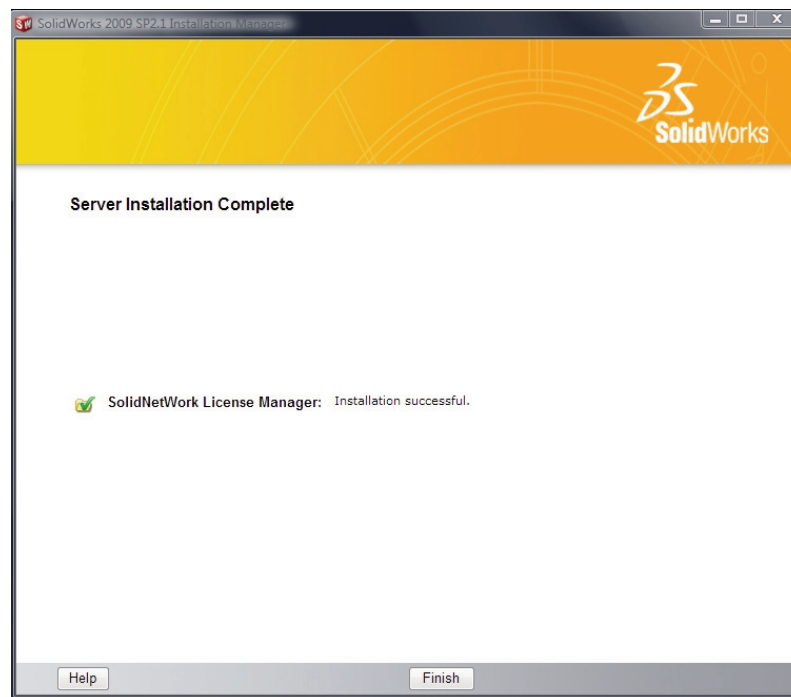 SolidWorks 2009 SP2.1 Installation Manager
SolidWorks
Server Installation Complete
SolidNetWork License Manager: Installation successful.
Help
Finish